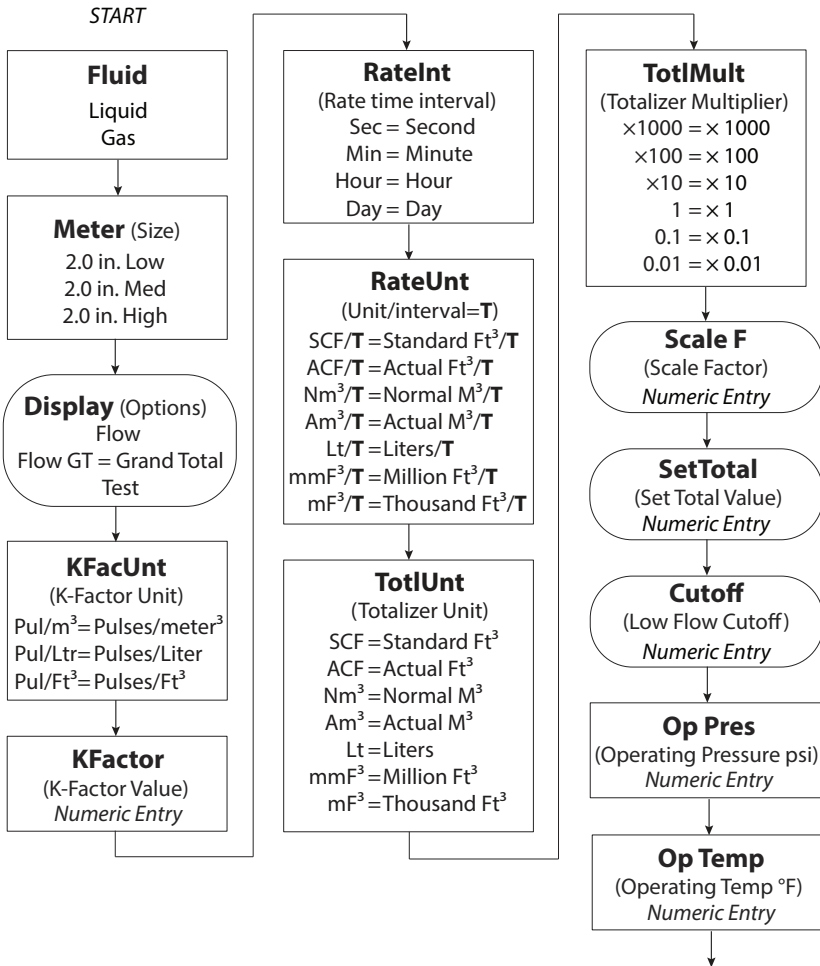 START
Fluid
Liquid
Gas
Meter (Size)
2.0 in. Low
2.0 in. Med
2.0 in. High
Display (Options)
Flow
Flow GT = Grand Total
Test
KFacUnt
(K-Factor Unit)
Pul/m³=Pulses/meter³
Pul/Ltr=Pulses/Liter
Pul/Ft³=Pulses/Ft³
KFactor
(K-Factor Value)
Numeric Entry
RateInt
(Rate time interval)
Sec = Second
Min = Minute
Hour = Hour
Day = Day
RateUnt
(Unit/interval=T)
SCF/T =Standard Ft³/T
ACF/T =Actual Ft³/T
Nm³/T =Normal M³/T
Am³/T =Actual M³/T
Lt/T =Liters/T
mmF³/T =Million Ft³/T
mF³/T =Thousand Ft³/T
TotlUnt
(Totalizer Unit)
SCF=Standard Ft³
ACF=Actual Ft³
Nm³=Normal M³
Am³=Actual M³
Lt=Liters
mmF³=Million Ft³
mF³=Thousand Ft³
TotlMult
(Totalizer Multiplier)
×1000 = × 1000
×100 = × 100
×10 = × 10
1 = × 1
0.1 = × 0.1
0.01 = × 0.01
Scale F
(Scale Factor)
Numeric Entry
SetTotal
(Set Total Value)
Numeric Entry
Cutoff
(Low Flow Cutoff)
Numeric Entry
Op Pres
(Operating Pressure psi)
Numeric Entry
Op Temp
(Operating Temp °F)
Numeric Entry